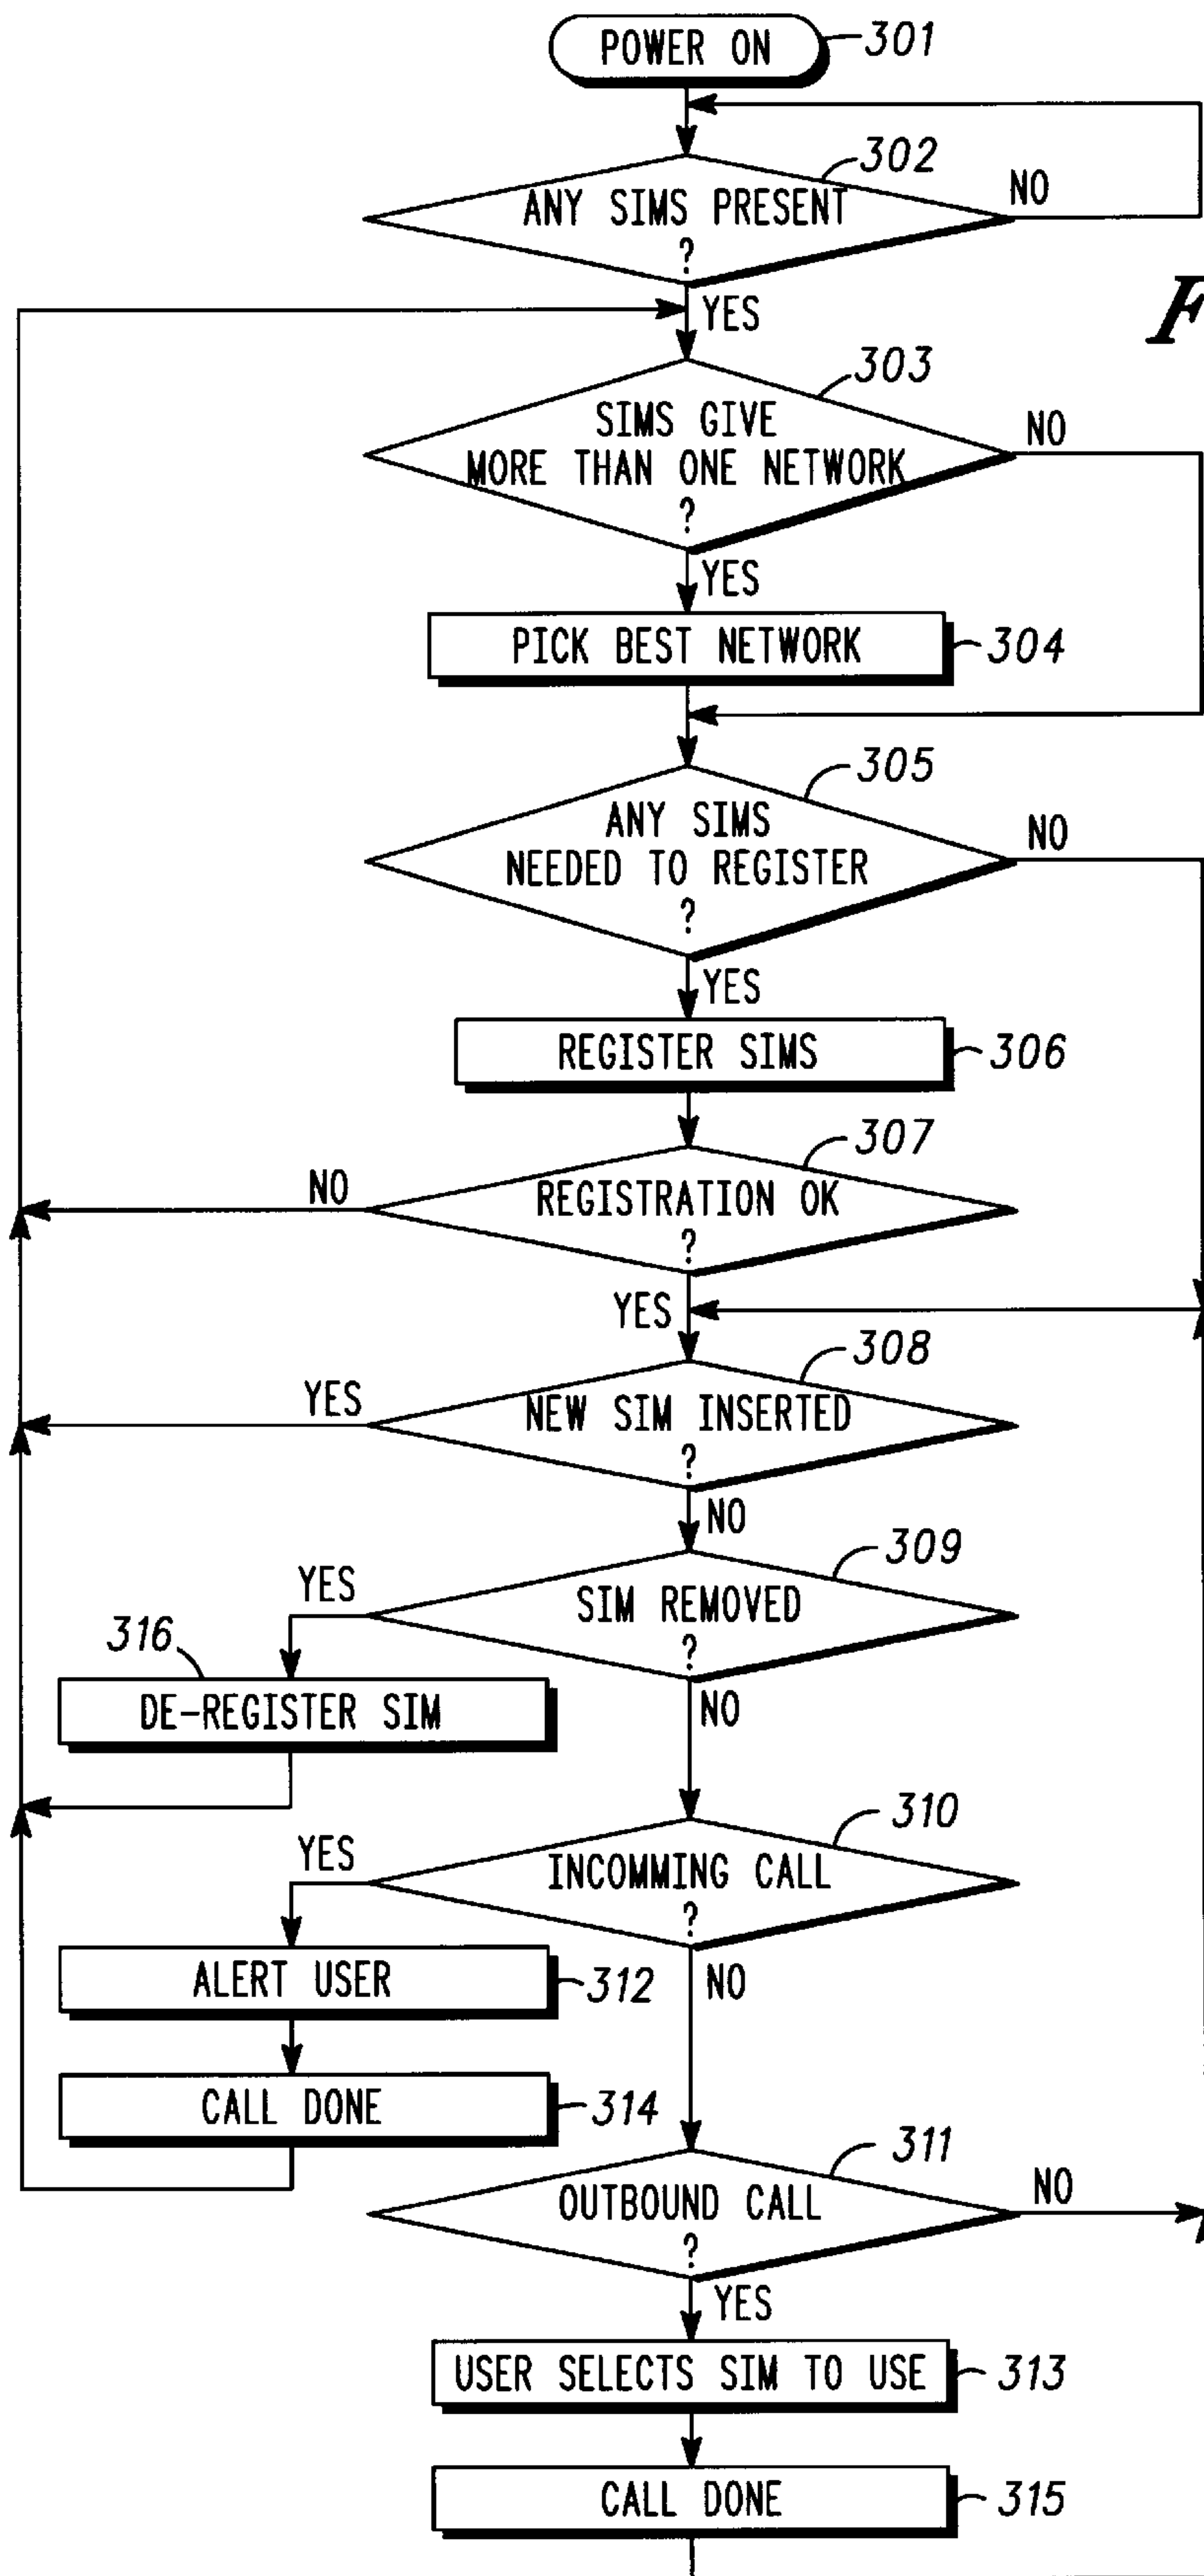 POWER ON
301
302
ANY SIMS PRESENT
?
NO
YES
F
303
SIMS GIVE
MORE THAN ONE NETWORK
?
NO
YES
PICK BEST NETWORK
304
305
ANY SIMS
NEEDED TO REGISTER
?
NO
YES
REGISTER SIMS
306
307
REGISTRATION OK
?
NO
YES
308
NEW SIM INSERTED
?
YES
NO
309
SIM REMOVED
?
YES
NO
316
DE-REGISTER SIM
310
INCOMMING CALL
?
YES
NO
ALERT USER
312
CALL DONE
314
311
OUTBOUND CALL
?
NO
YES
USER SELECTS SIM TO USE
313
CALL DONE
315